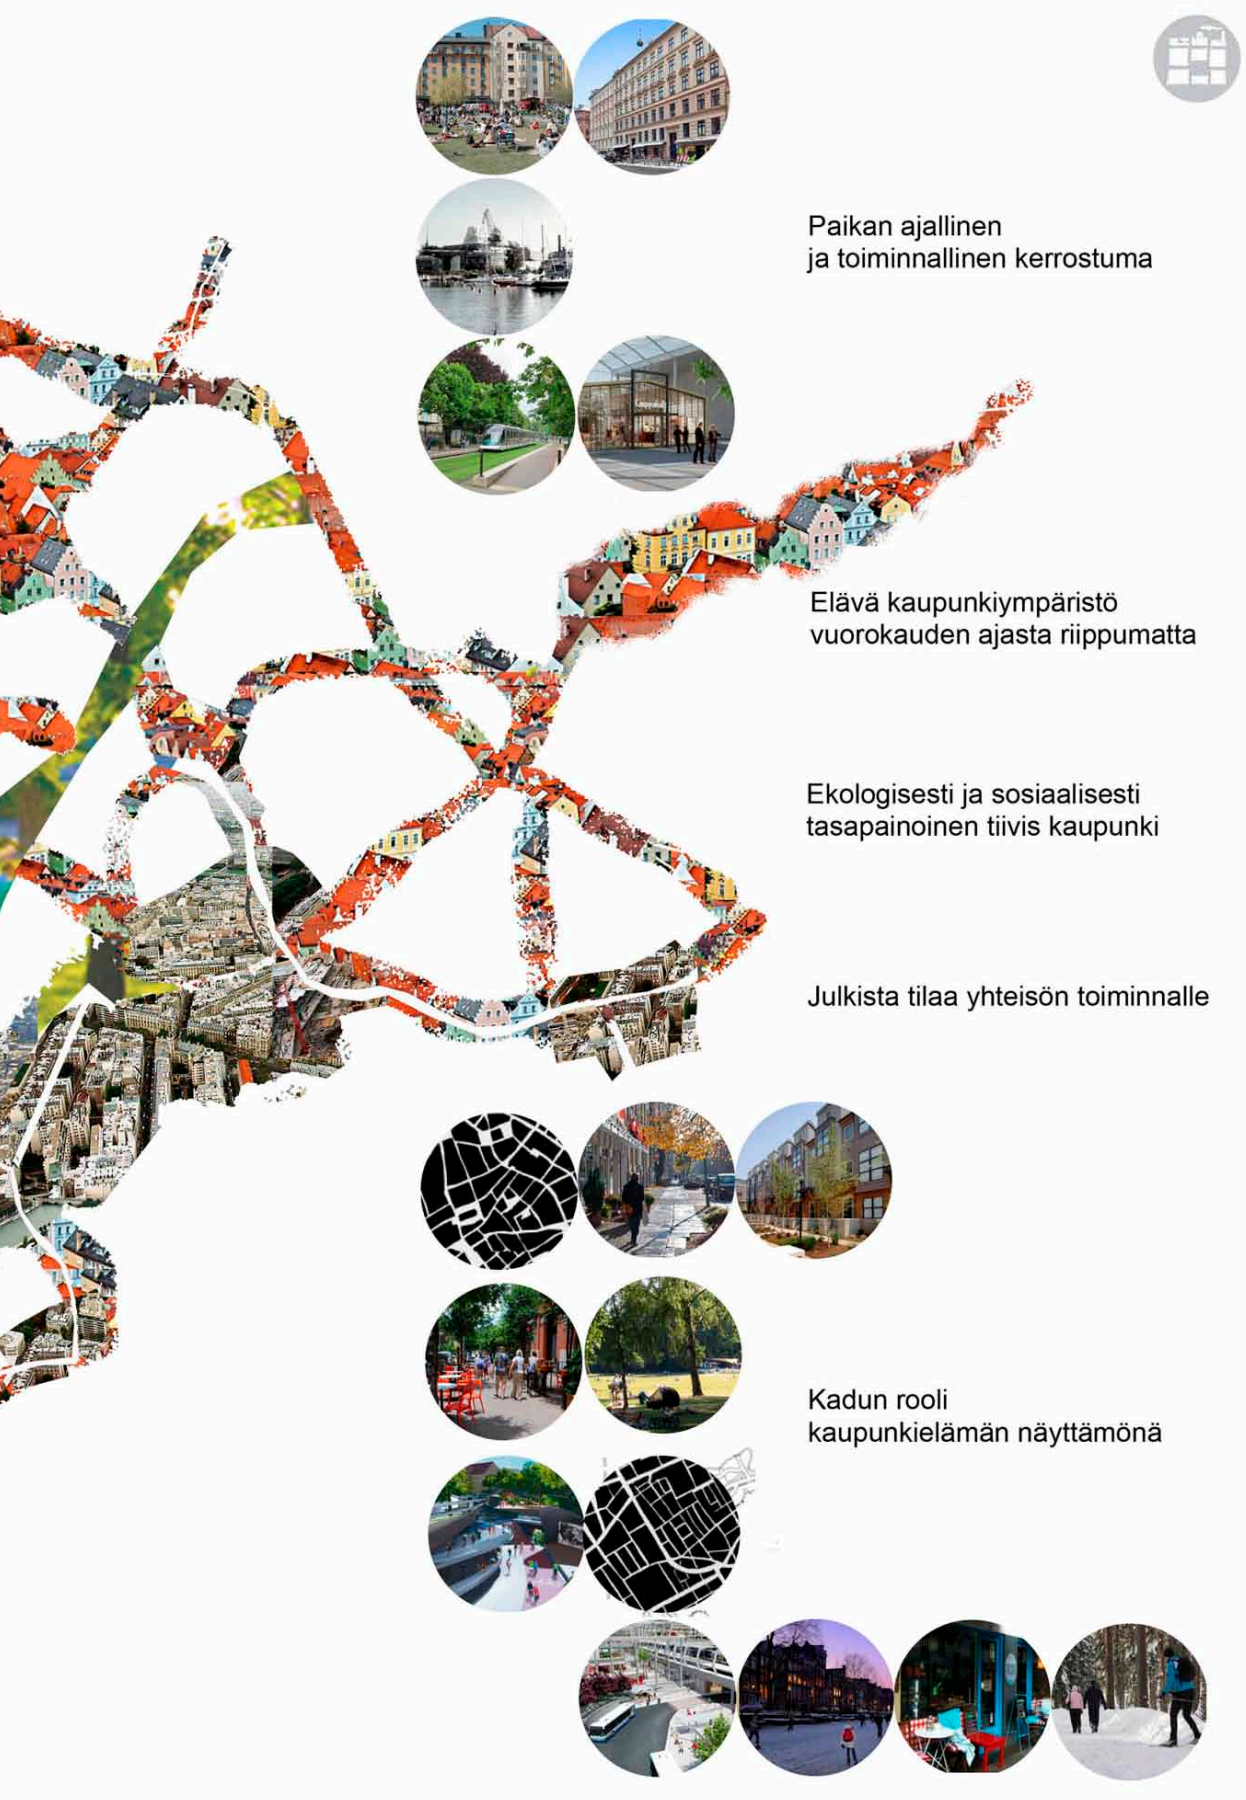 Paikan ajallinen
ja toiminnallinen kerrostuma
Elävä kaupunkiympäristö
vuorokauden ajasta riippumatta
Ekologisesti ja sosiaalisesti
tasapainoinen tiivis kaupunki
Julkista tilaa yhteisön toiminnalle
Kadun rooli
kaupunkielämän näyttämönä